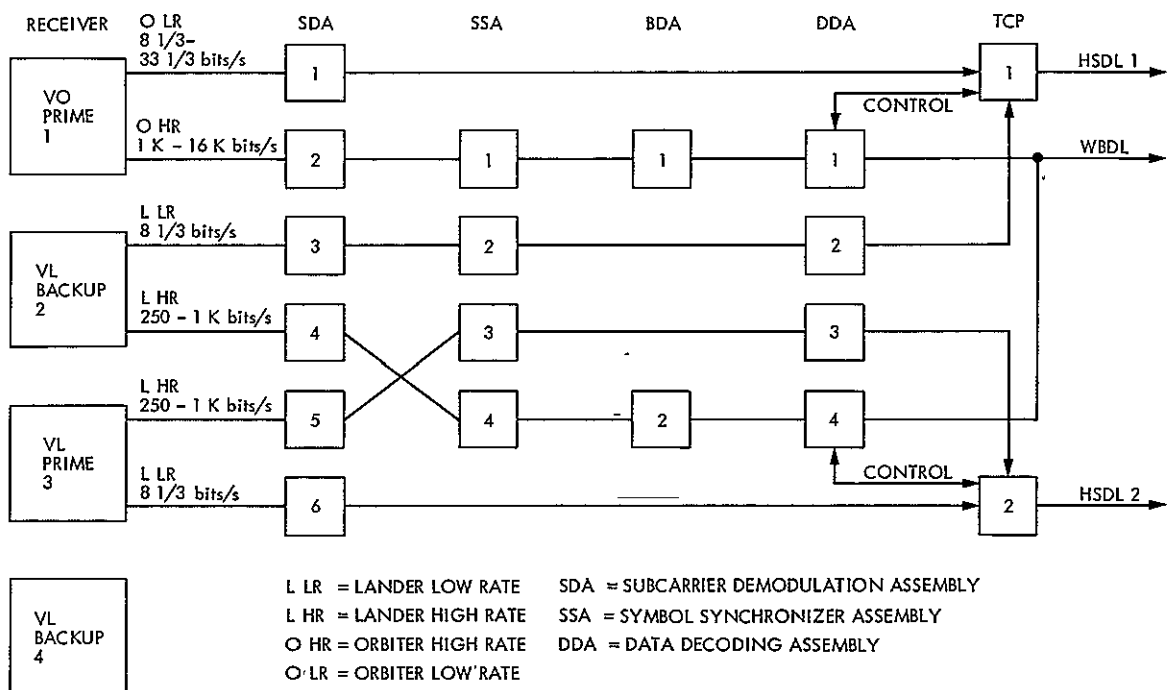 RECEIVER
O LR
8 1/3–
33 1/3 bits/s
SDA
SSA
BDA
DDA
TCP
VO
PRIME
1
1
1
HSDL 1
CONTROL
O HR
1 K – 16 K bits/s
2
1
1
1
WBDL
L LR
8 1/3 bits/s
3
2
2
VL
BACKUP
2
L HR
250 – 1 K bits/s
4
3
3
L HR
250 – 1 K bits/s
5
4
2
4
VL
PRIME
3
L LR
8 1/3 bits/s
6
CONTROL
2
HSDL 2
VL
BACKUP
4
L LR = LANDER LOW RATE
L HR = LANDER HIGH RATE
O HR = ORBITER HIGH RATE
O LR = ORBITER LOW RATE
SDA = SUBCARRIER DEMODULATION ASSEMBLY
SSA = SYMBOL SYNCHRONIZER ASSEMBLY
DDA = DATA DECODING ASSEMBLY